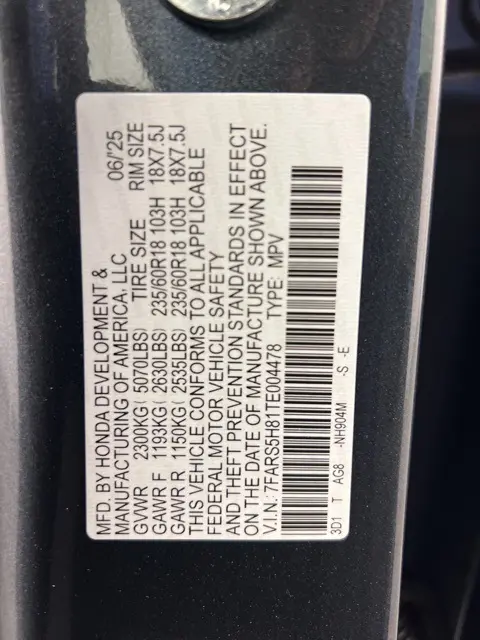 MFD. BY HONDA DEVELOPMENT &
MANUFACTURING OF AMERICA, LLC 06/'25
GVWR 2300KG ( 5070LBS) TIRE SIZE RIM SIZE
GAWR F 1193KG ( 2630LBS) 235/60R18 103H 18X7.5J
GAWR R 1150KG ( 2535LBS) 235/60R18 103H 18X7.5J
THIS VEHICLE CONFORMS TO ALL APPLICABLE
FEDERAL MOTOR VEHICLE SAFETY
AND THEFT PREVENTION STANDARDS IN EFFECT
ON THE DATE OF MANUFACTURE SHOWN ABOVE.
V.I.N.: 7FARS5H81TE004478 TYPE: MPV
3D1 T AG8 -NH904M -S -E